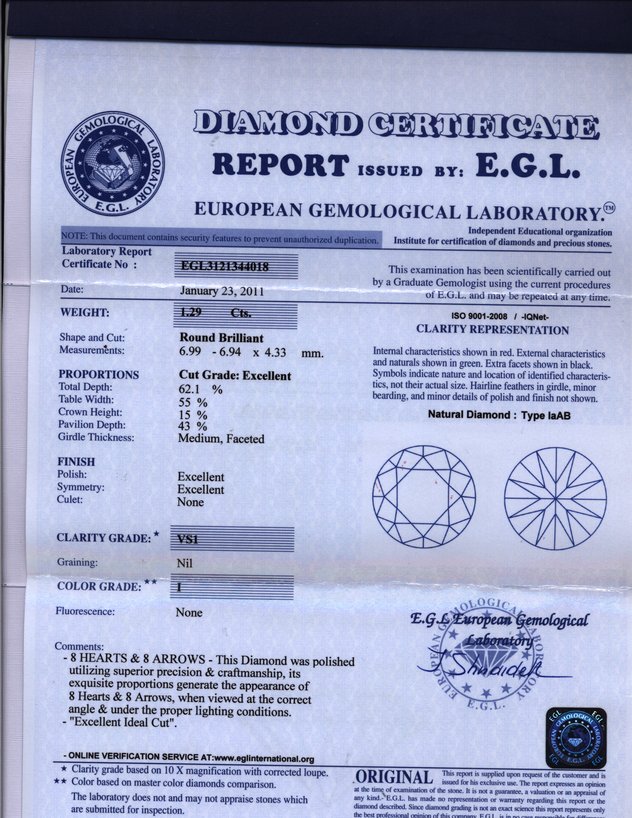 DIAMOND CERTIFICATE
REPORT ISSUED BY: E.G.L.
EUROPEAN GEMOLOGICAL LABORATORY.™
EUROPEAN GEMOLOGICAL LABORATORY
E.G.L.
Independent Educational organization
Institute for certification of diamonds and precious stones.
NOTE: This document contains security features to prevent unauthorized duplication.
Laboratory Report
Certificate No : EGL3121344018
Date: January 23, 2011
WEIGHT: 1.29 Cts.
Shape and Cut: Round Brilliant
Measurements: 6.99 - 6.94 x 4.33 mm.
PROPORTIONS Cut Grade: Excellent
Total Depth: 62.1 %
Table Width: 55 %
Crown Height: 15 %
Pavilion Depth: 43 %
Girdle Thickness: Medium, Faceted
FINISH
Polish: Excellent
Symmetry: Excellent
Culet: None
CLARITY GRADE: * VS1
Graining: Nil
COLOR GRADE: ** I
Fluorescence: None
Comments:
- 8 HEARTS & 8 ARROWS - This Diamond was polished
utilizing superior precision & craftmanship, its
exquisite proportions generate the appearance of
8 Hearts & 8 Arrows, when viewed at the correct
angle & under the proper lighting conditions.
- "Excellent Ideal Cut".
- ONLINE VERIFICATION SERVICE AT:www.eglinternational.org
* Clarity grade based on 10 X magnification with corrected loupe.
** Color based on master color diamonds comparison.
The laboratory does not and may not appraise stones which
are submitted for inspection.
This examination has been scientifically carried out
by a Graduate Gemologist using the current procedures
of E.G.L. and may be repeated at any time.
ISO 9001-2008 / -IQNet-
CLARITY REPRESENTATION
Internal characteristics shown in red. External characteristics
and naturals shown in green. Extra facets shown in black.
Symbols indicate nature and location of identified characteris-
tics, not their actual size. Hairline feathers in girdle, minor
bearding, and minor details of polish and finish not shown.
Natural Diamond : Type IaAB
E.G.L European Gemological
Laboratory
E.G.L.
ORIGINAL This report is supplied upon request of the customer and is
issued for his exclusive use. The report expresses an opinion
at the time of examination of the stone. It is not a guarantee, a valuation or an appraisal of
any kind. E.G.L. has made no representation or warranty regarding this report or the
diamond described. Since diamond grading is not an exact science this report represents only